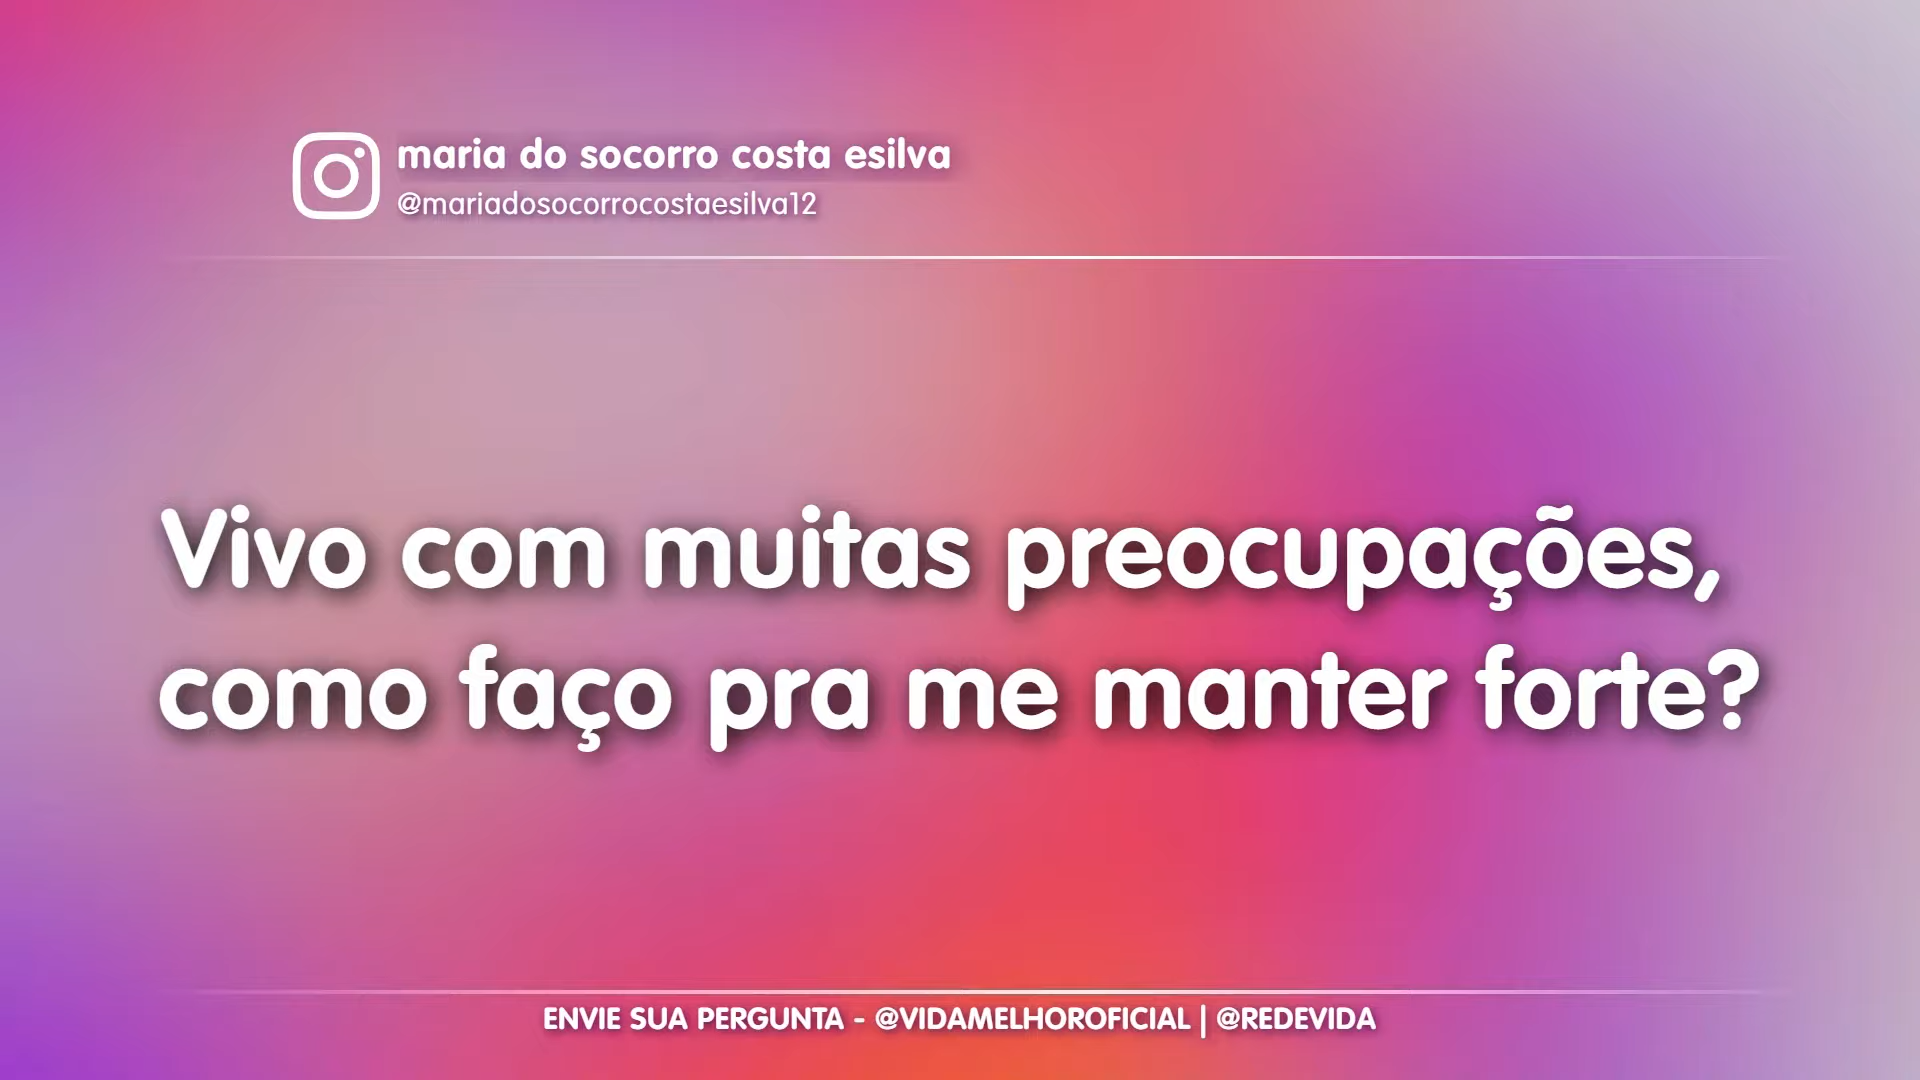 maria do socorro costa esilva
@mariadosocorrocostaesilva12
Vivo com muitas preocupações,
como faço pra me manter forte?
ENVIE SUA PERGUNTA - @VIDAMELHOROFICIAL | @REDEVIDA